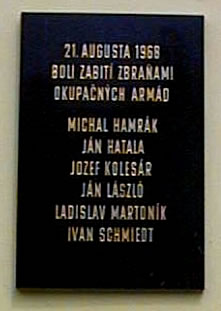 21. AUGUSTA 1968
BOLI ZABITÍ ZBRAŇAMI
OKUPAČNÝCH ARMÁD
MICHAL HAMRÁK
JÁN HATALA
JOZEF KOLESÁR
JÁN LÁSZLÓ
LADISLAV MARTONÍK
IVAN SCHMIEDT